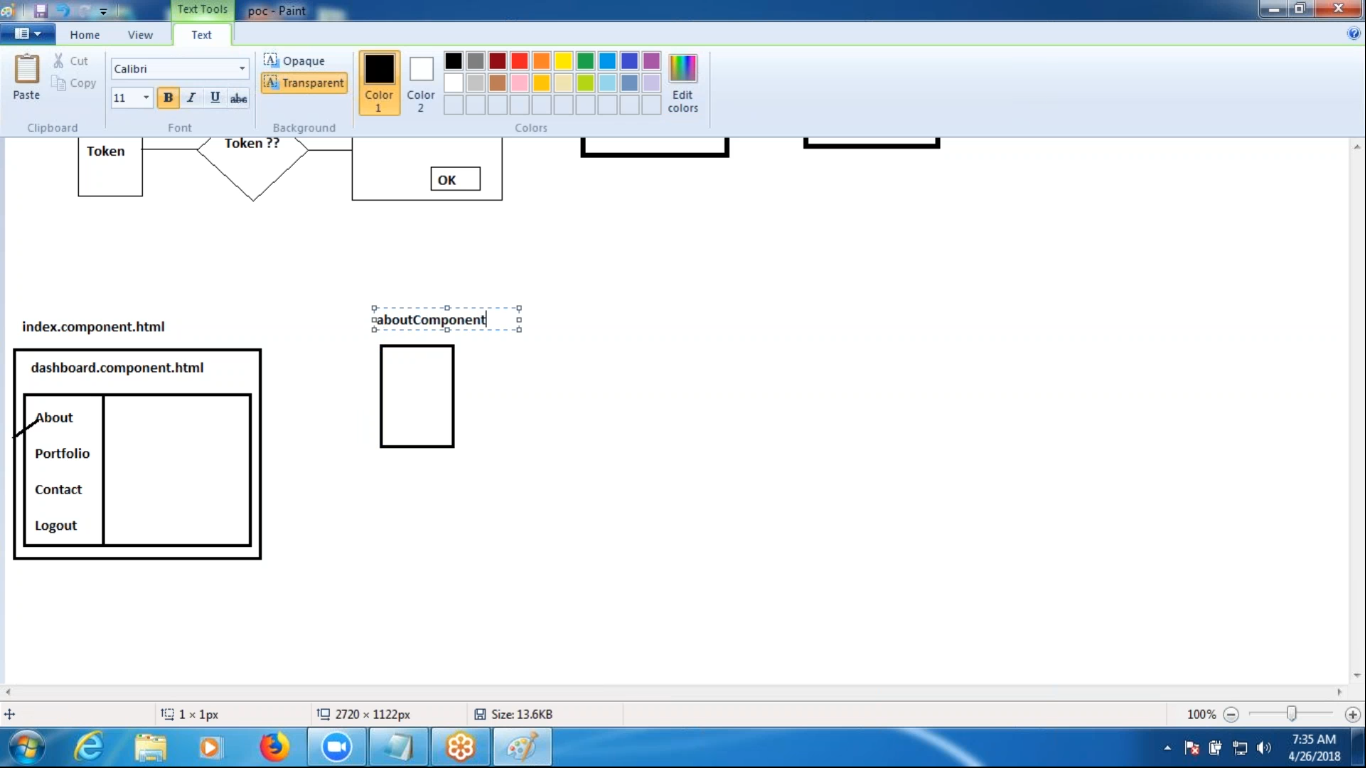 Text Tools
poc - Paint
Home
View
Text
Paste
Cut
Copy
Clipboard
Calibri
11
B I U abc
Font
Opaque
Transparent
Background
Color 1
Color 2
Edit colors
Colors
Token
Token ??
OK
index.component.html
aboutComponent
dashboard.component.html
About
Portfolio
Contact
Logout
1 × 1px
2720 × 1122px
Size: 13.6KB
100%
7:35 AM
4/26/2018